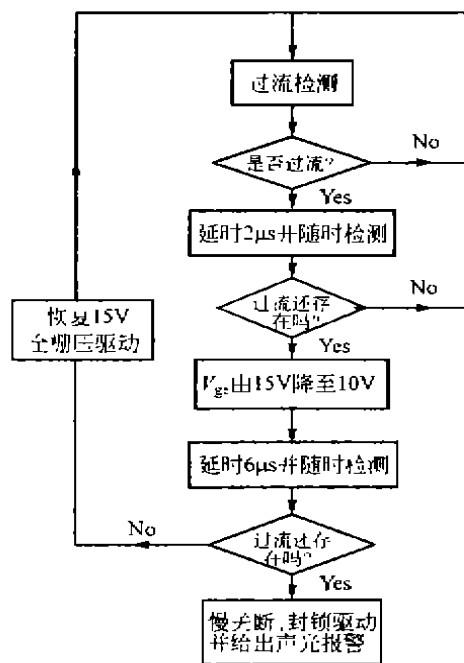 过流检测
是否过流?
No
Yes
延时2μs并随时检测
过流还存
在吗?
No
Yes
恢复15V
全栅压驱动
Vge由15V降至10V
延时6μs并随时检测
过流还存
在吗?
No
Yes
慢关断,封锁驱动
并给出声光报警